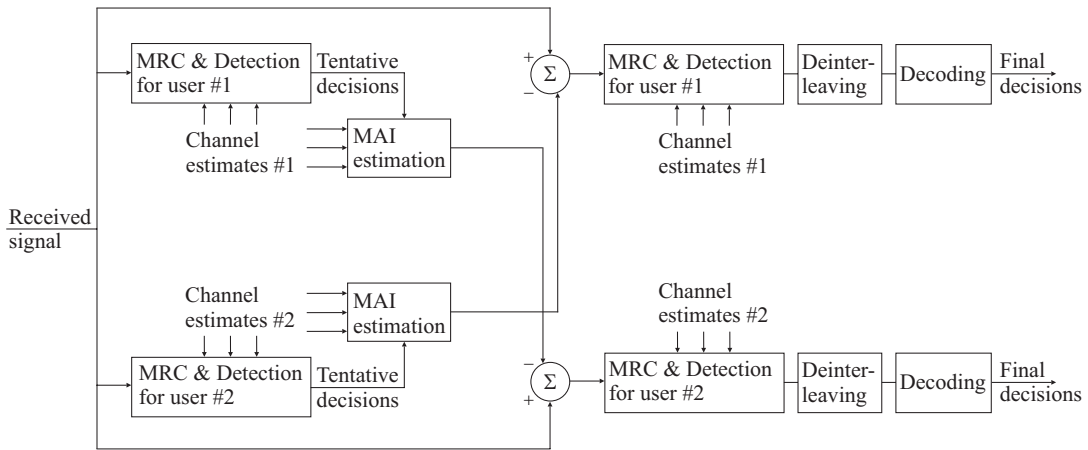 MRC & Detection
for user #1
Tentative
decisions
+
Σ
−
MRC & Detection
for user #1
Deinter-
leaving
Decoding
Final
decisions
Channel
estimates #1
MAI
estimation
Channel
estimates #1
Received
signal
Channel
estimates #2
MAI
estimation
Channel
estimates #2
MRC & Detection
for user #2
Tentative
decisions
−
Σ
+
MRC & Detection
for user #2
Deinter-
leaving
Decoding
Final
decisions